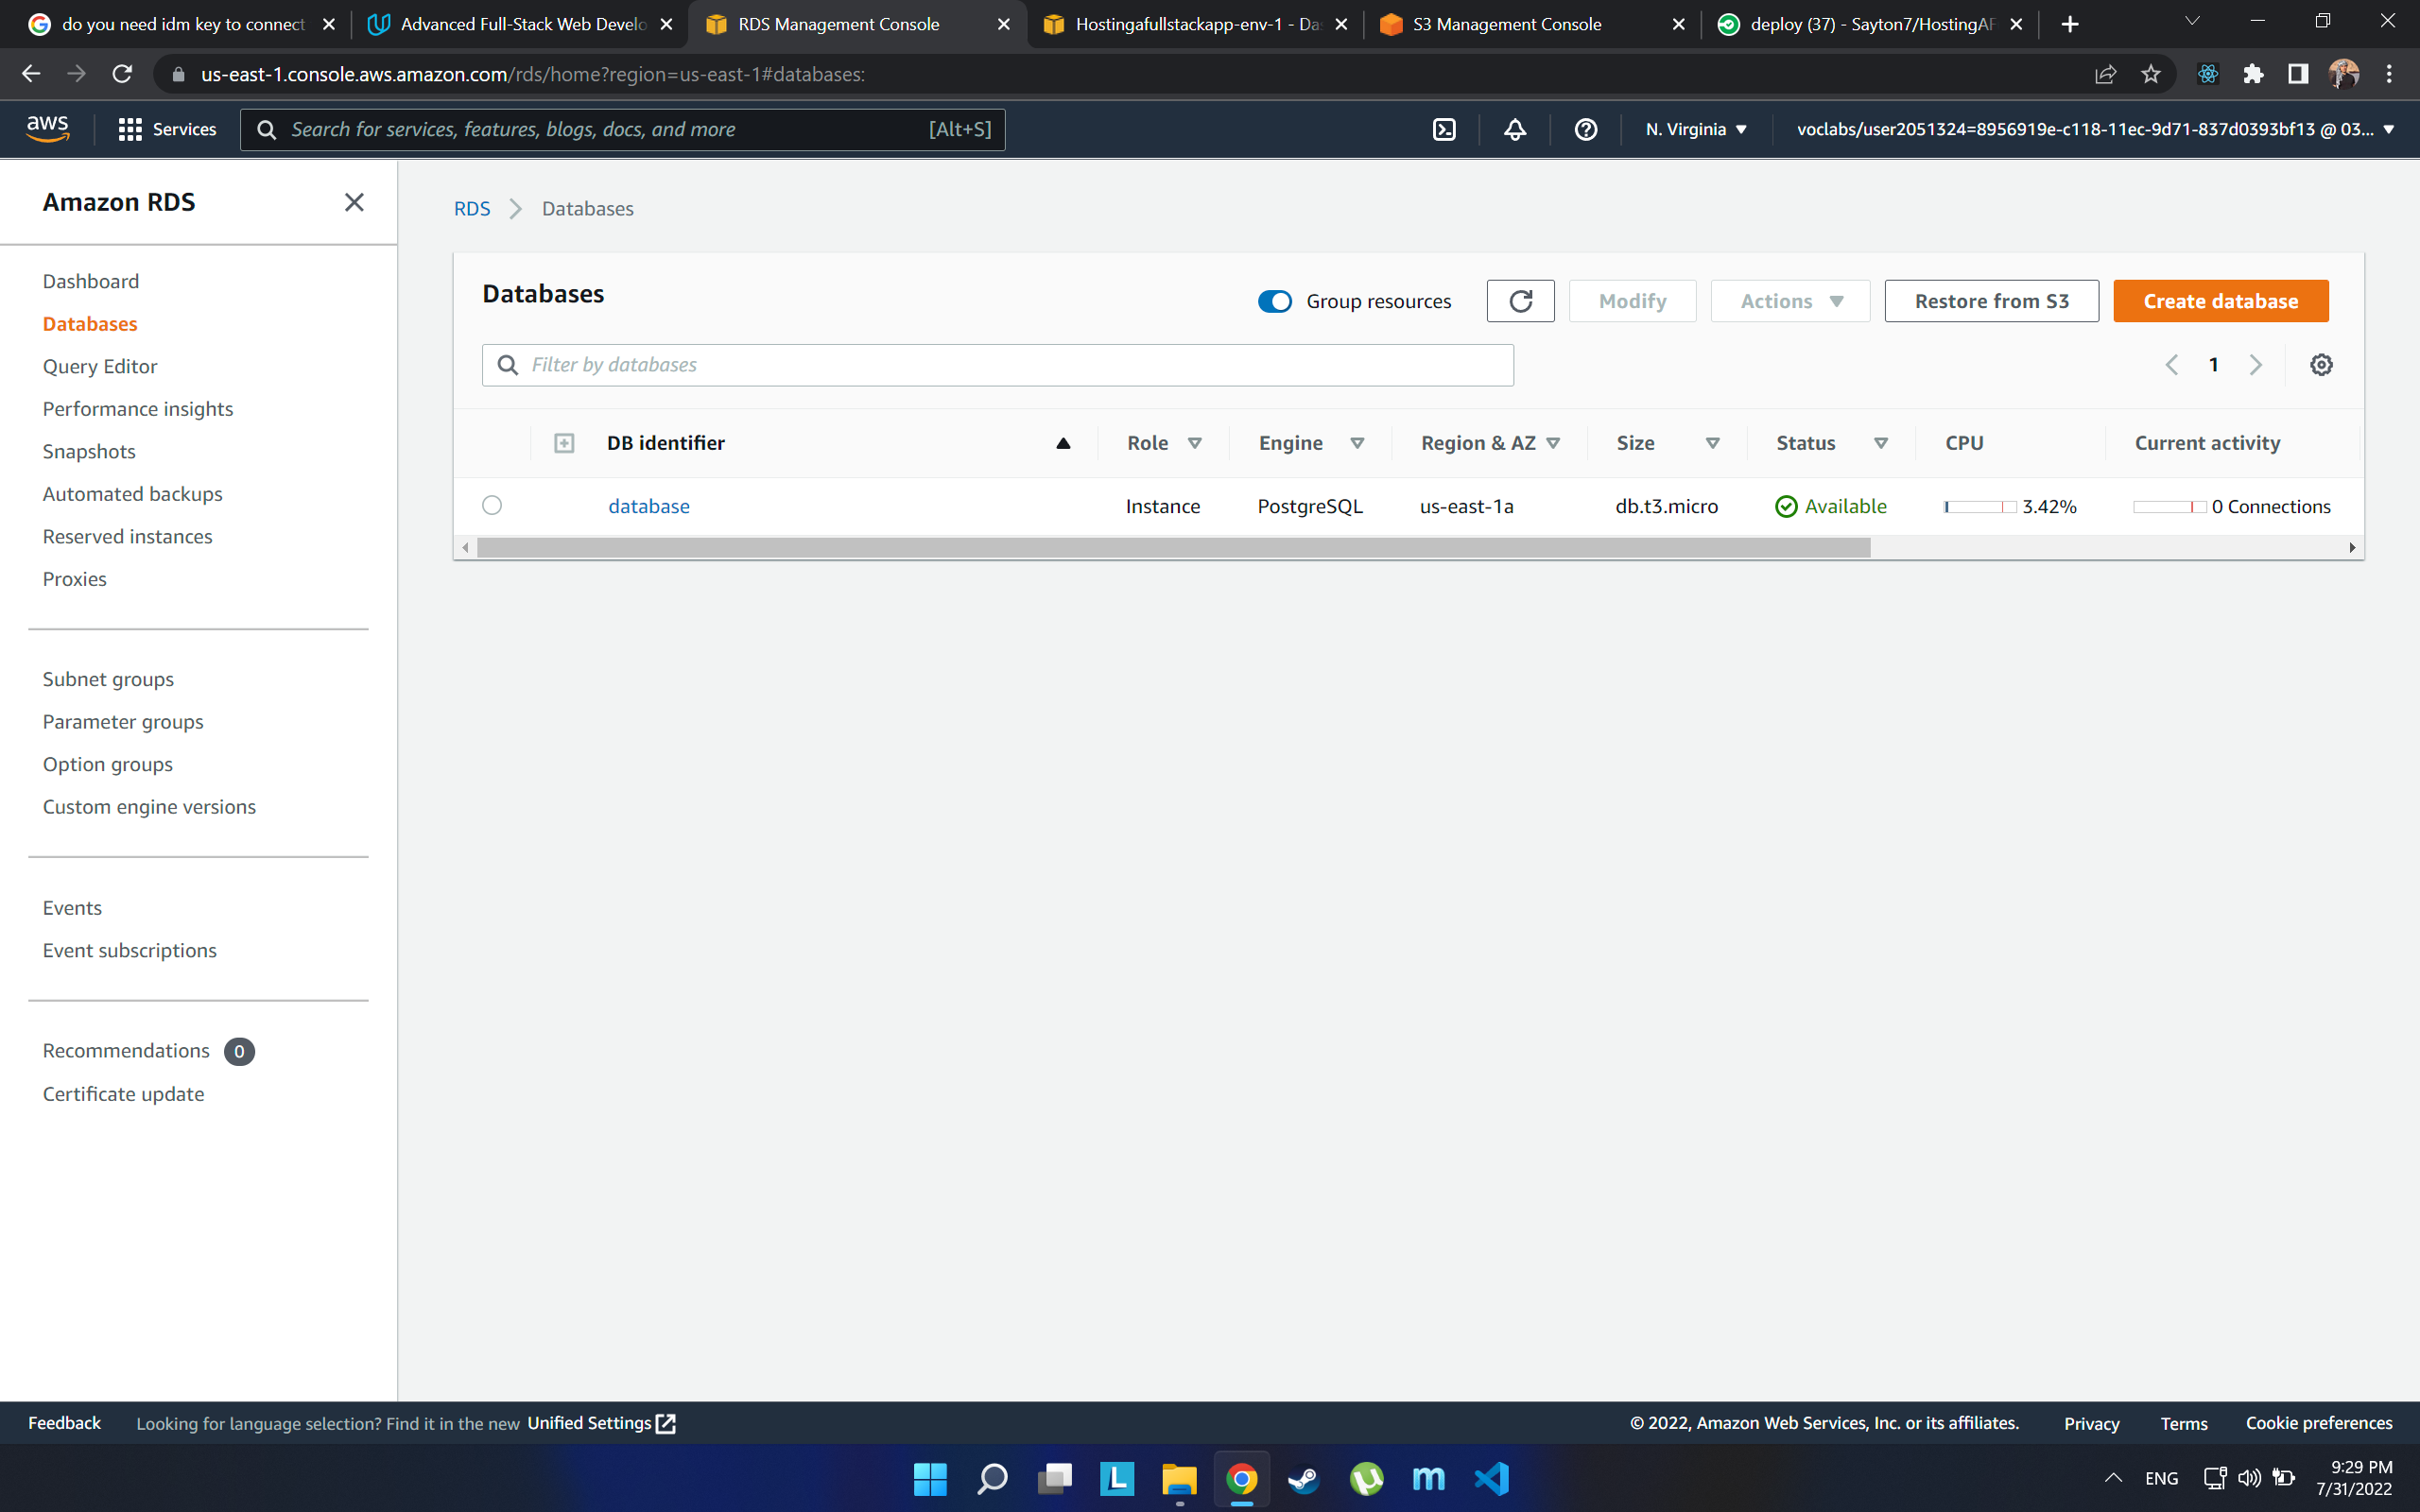 do you need idm key to connect
Advanced Full-Stack Web Develo
RDS Management Console
Hostingafullstackapp-env-1 - Da
S3 Management Console
deploy (37) - Sayton7/HostingAF
us-east-1.console.aws.amazon.com/rds/home?region=us-east-1#databases:
aws
Services
Search for services, features, blogs, docs, and more
[Alt+S]
N. Virginia
voclabs/user2051324=8956919e-c118-11ec-9d71-837d0393bf13 @ 03...
Amazon RDS
Dashboard
Databases
Query Editor
Performance insights
Snapshots
Automated backups
Reserved instances
Proxies
Subnet groups
Parameter groups
Option groups
Custom engine versions
Events
Event subscriptions
Recommendations 0
Certificate update
RDS Databases
Databases
Group resources
Modify
Actions
Restore from S3
Create database
Filter by databases
1
DB identifier Role Engine Region & AZ Size Status CPU Current activity
database Instance PostgreSQL us-east-1a db.t3.micro Available 3.42% 0 Connections
Feedback
Looking for language selection? Find it in the new Unified Settings
© 2022, Amazon Web Services, Inc. or its affiliates.
Privacy
Terms
Cookie preferences
L
m
ENG
9:29 PM
7/31/2022